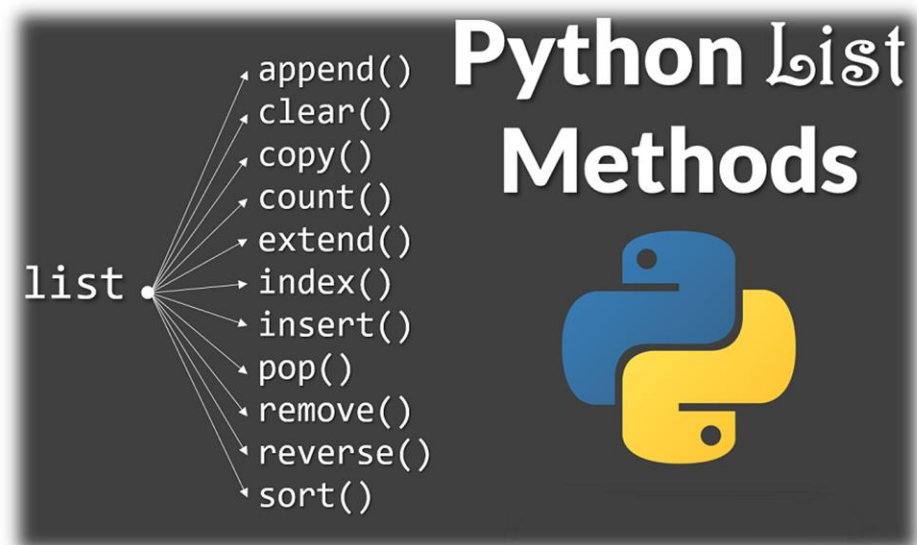 Python List
Methods
list .
append()
clear()
copy()
count()
extend()
index()
insert()
pop()
remove()
reverse()
sort()